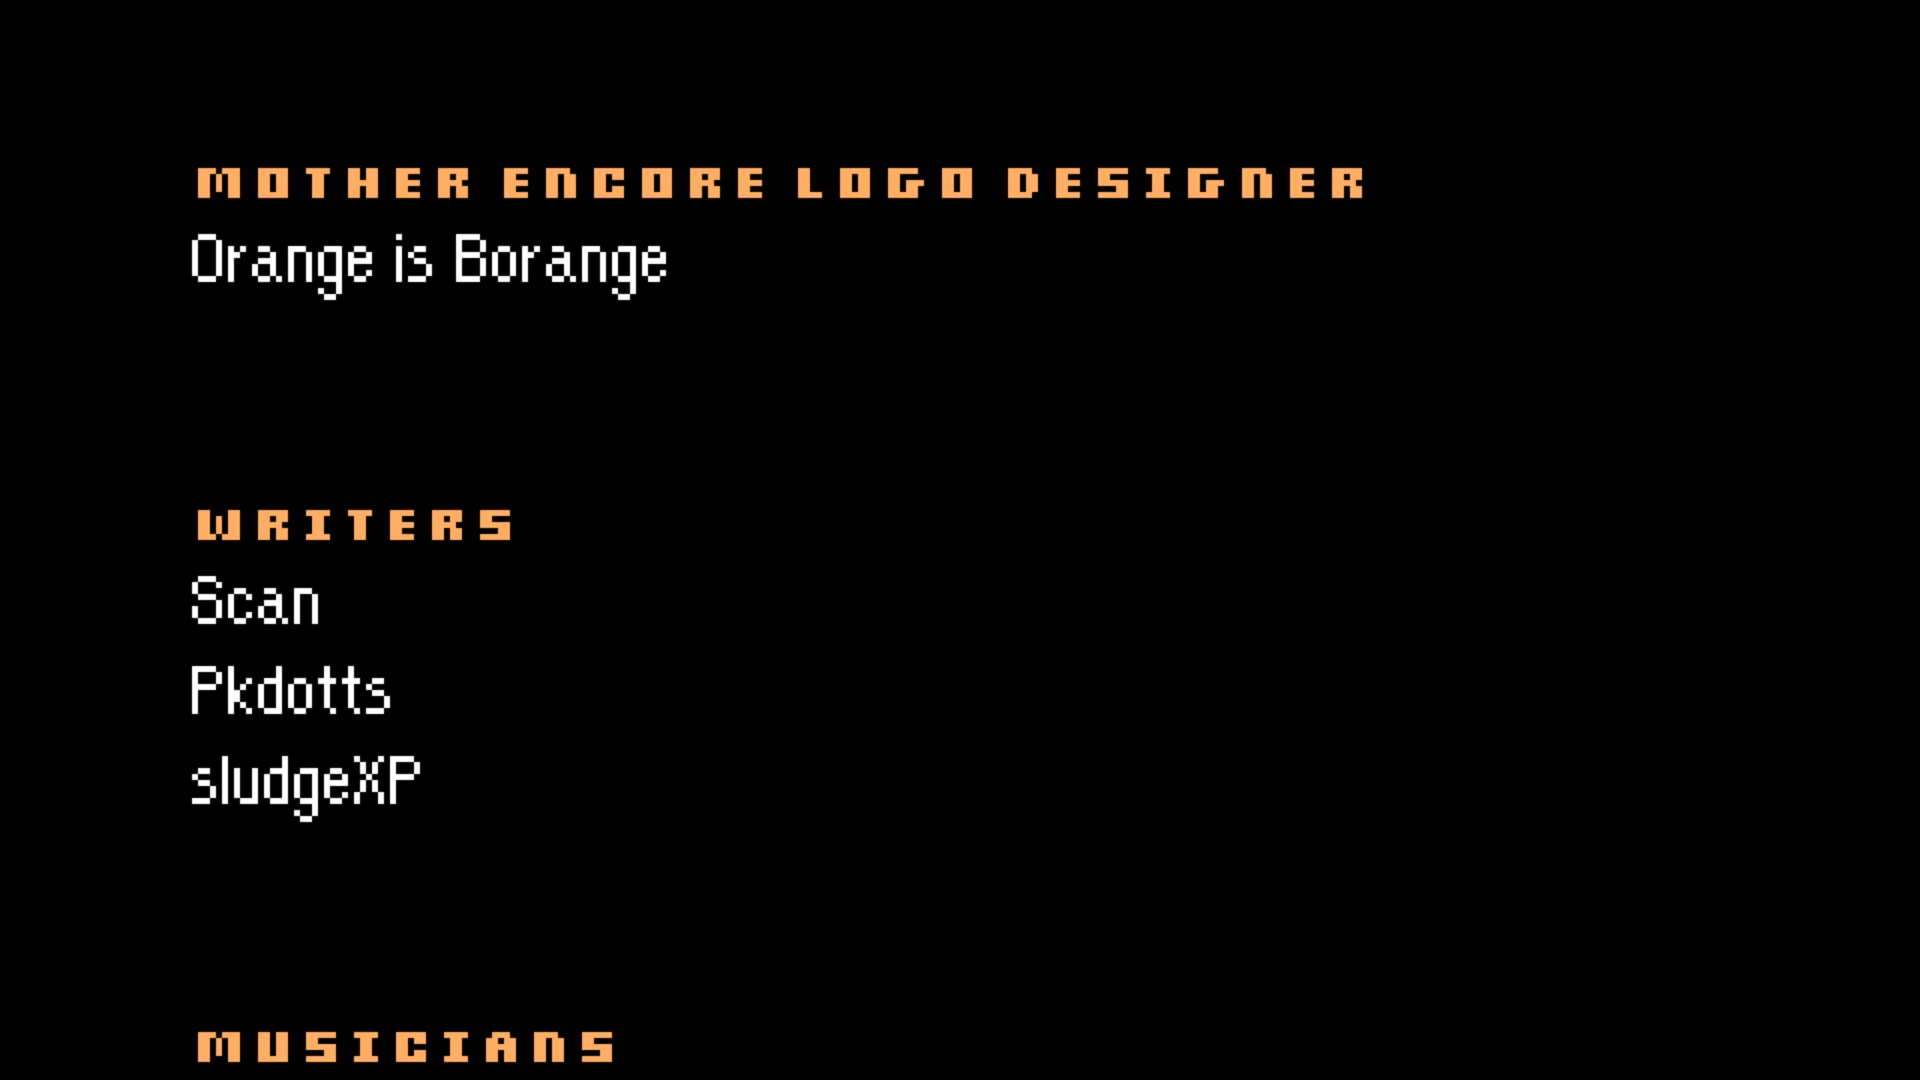 MOTHER ENCORE LOGO DESIGNER
Orange is Borange
WRITERS
Scan
Pkdotts
sludgeXP
MUSICIANS